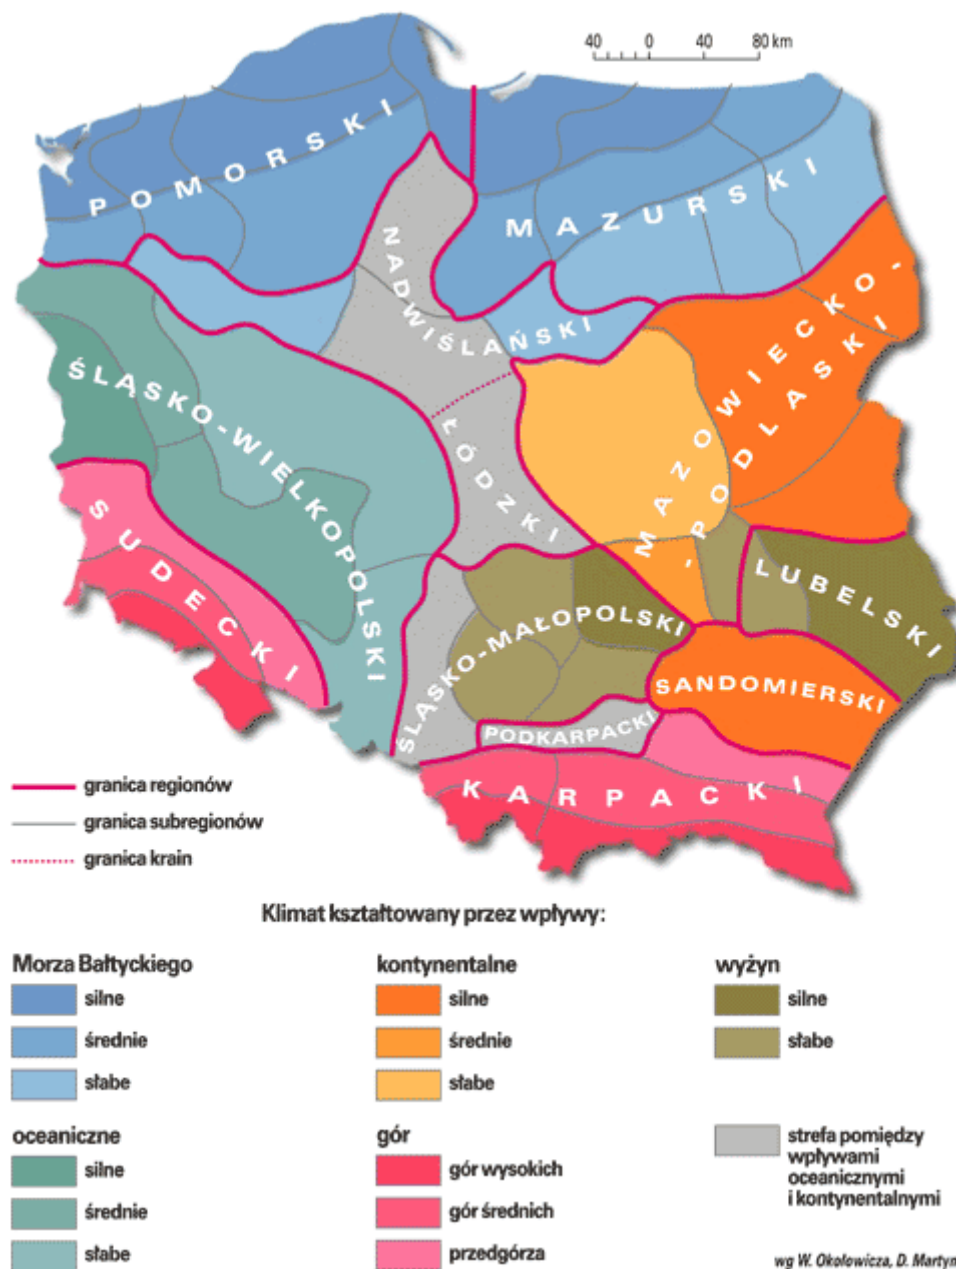 40 0 40 80 km
POMORSKI
MAZURSKI
NADWIŚLAŃSKI
MAZOWIECKO-
-PODLASKI
ŚLĄSKO-WIELKOPOLSKI
ŁÓDZKI
SUDECKI
LUBELSKI
ŚLĄSKO-MAŁOPOLSKI
SANDOMIERSKI
PODKARPACKI
KARPACKI
granica regionów
granica subregionów
granica krain
Klimat kształtowany przez wpływy:
Morza Bałtyckiego
silne
średnie
słabe
kontynentalne
silne
średnie
słabe
wyżyn
silne
słabe
oceaniczne
silne
średnie
słabe
gór
gór wysokich
gór średnich
przedgórza
strefa pomiędzy
wpływami
oceanicznymi
i kontynentalnymi
wg W. Okołowicza, D. Martyn